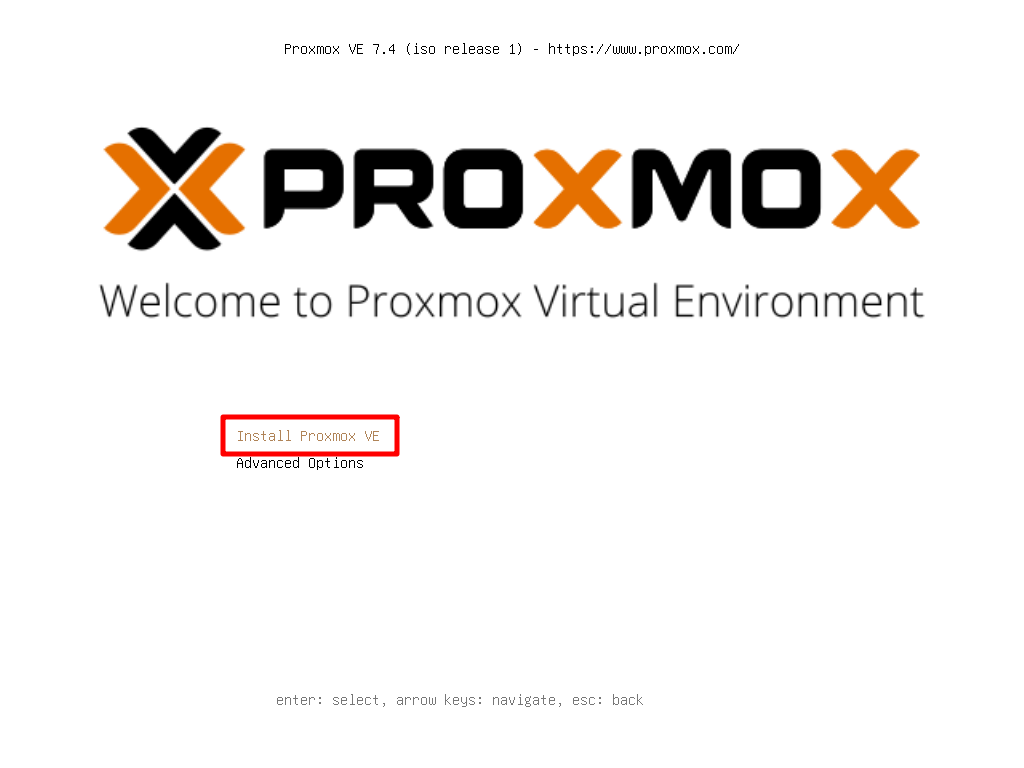 Proxmox VE 7.4 (iso release 1) - https://www.proxmox.com/
PROXMOX
Welcome to Proxmox Virtual Environment
Install Proxmox VE
Advanced Options
enter: select, arrow keys: navigate, esc: back